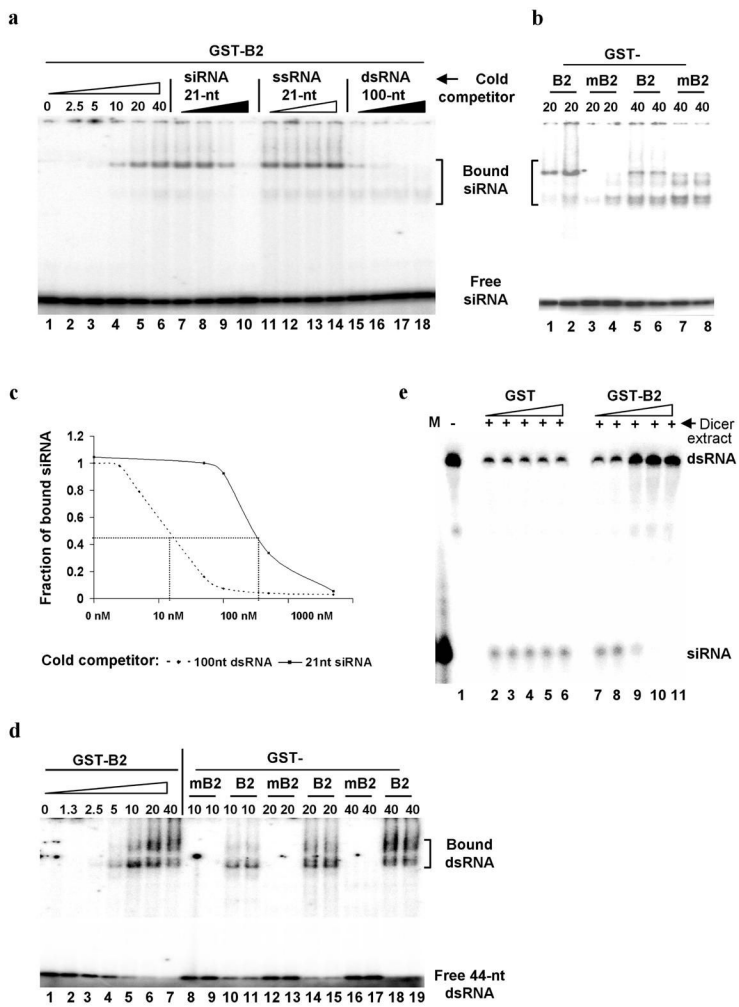 a
GST-B2
siRNA ssRNA dsRNA Cold
0 2.5 5 10 20 40 21-nt 21-nt 100-nt competitor
Bound
siRNA
Free
siRNA
1 2 3 4 5 6 7 8 9 10 11 12 13 14 15 16 17 18
b
GST-
B2 mB2 B2 mB2
20 20 20 20 40 40 40 40
1 2 3 4 5 6 7 8
c
Fraction of bound siRNA
1.2
1
0.8
0.6
0.4
0.2
0
0 nM 10 nM 100 nM 1000 nM
Cold competitor: 100nt dsRNA 21nt siRNA
e
GST GST-B2
M - + + + + + + + + + + Dicer
extract
dsRNA
siRNA
1 2 3 4 5 6 7 8 9 10 11
d
GST-B2 GST-
mB2 B2 mB2 B2 mB2 B2
0 1.3 2.5 5 10 20 40 10 10 10 10 20 20 20 20 40 40 40 40
Bound
dsRNA
Free 44-nt
dsRNA
1 2 3 4 5 6 7 8 9 10 11 12 13 14 15 16 17 18 19